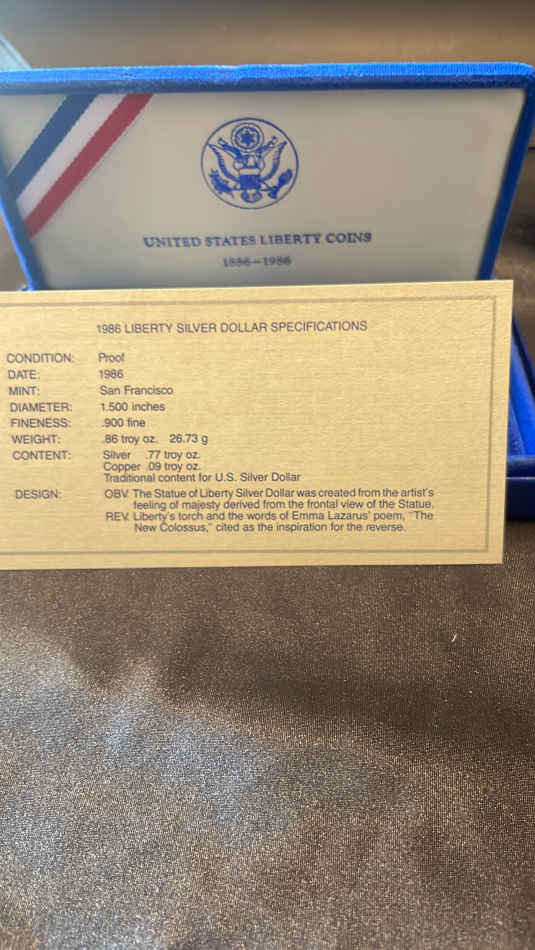 UNITED STATES LIBERTY COINS
1886–1986
1986 LIBERTY SILVER DOLLAR SPECIFICATIONS
CONDITION: Proof
DATE: 1986
MINT: San Francisco
DIAMETER: 1.500 inches
FINENESS: .900 fine
WEIGHT: .86 troy oz. 26.73 g
CONTENT: Silver .77 troy oz.
Copper .09 troy oz.
Traditional content for U.S. Silver Dollar
DESIGN: OBV. The Statue of Liberty Silver Dollar was created from the artist's
feeling of majesty derived from the frontal view of the Statue.
REV. Liberty's torch and the words of Emma Lazarus' poem, "The
New Colossus," cited as the inspiration for the reverse.